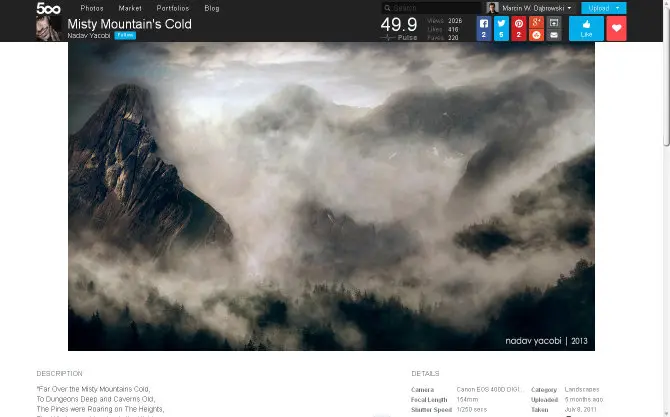 500
Photos Market Portfolios Blog
Search
Marcin W. Dąbrowski
Upload
Misty Mountain's Cold
Nadav Yacobi Follow
49.9
Pulse
Views 2026
Likes 416
Faves 220
2 6 2
Like
nadav yacobi | 2013
DESCRIPTION
"Far Over the Misty Mountains Cold,
To Dungeons Deep and Caverns Old,
The Pines were Roaring on The Heights,
DETAILS
Camera Canon EOS 400D DIGI... Category Landscapes
Focal Length 154mm Uploaded 5 months ago
Shutter Speed 1/250 secs Taken July 8, 2011